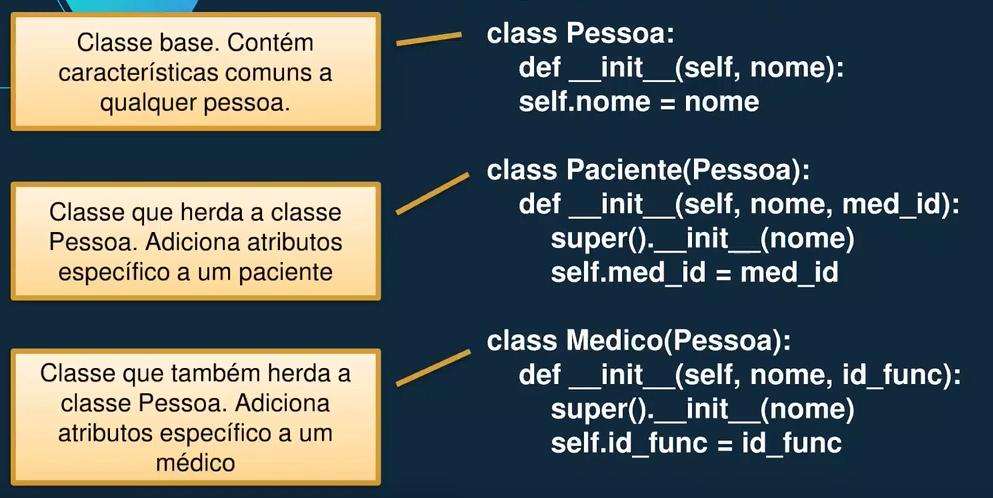 Classe base. Contém
características comuns a
qualquer pessoa.
class Pessoa:
def __init__(self, nome):
self.nome = nome
Classe que herda a classe
Pessoa. Adiciona atributos
específico a um paciente
class Paciente(Pessoa):
def __init__(self, nome, med_id):
super().__init__(nome)
self.med_id = med_id
Classe que também herda a
classe Pessoa. Adiciona
atributos específico a um
médico
class Medico(Pessoa):
def __init__(self, nome, id_func):
super().__init__(nome)
self.id_func = id_func